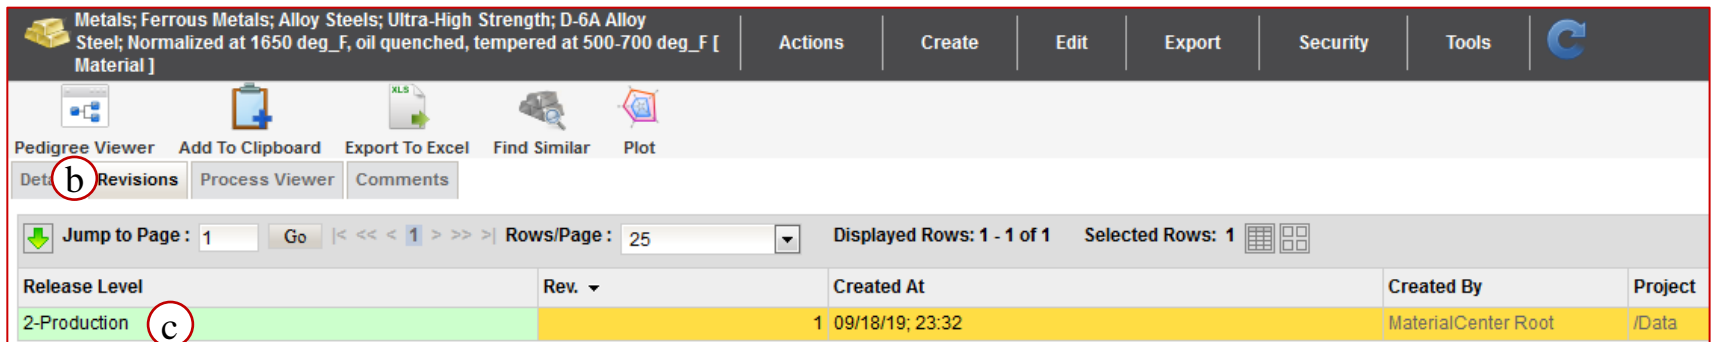 Metals; Ferrous Metals; Alloy Steels; Ultra-High Strength; D-6A Alloy
Steel; Normalized at 1650 deg_F, oil quenched, tempered at 500-700 deg_F [
Material ]
Actions Create Edit Export Security Tools
XLS
Pedigree Viewer Add To Clipboard Export To Excel Find Similar Plot
Deta b Revisions Process Viewer Comments
Jump to Page : 1 Go |< << < 1 > >> >| Rows/Page : 25 Displayed Rows: 1 - 1 of 1 Selected Rows: 1
Release Level Rev. Created At Created By Project
2-Production c 1 09/18/19; 23:32 MaterialCenter Root /Data